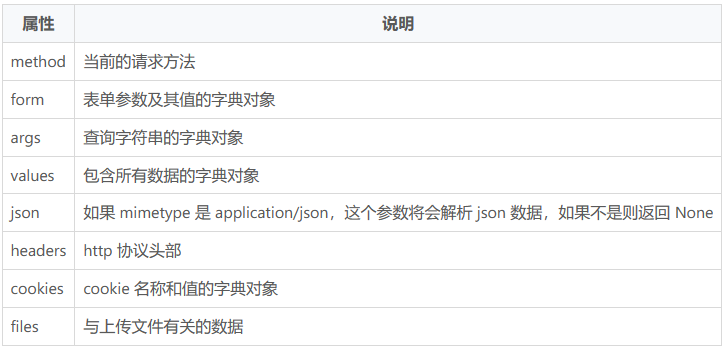 属性 说明
method 当前的请求方法
form 表单参数及其值的字典对象
args 查询字符串的字典对象
values 包含所有数据的字典对象
json 如果 mimetype 是 application/json，这个参数将会解析 json 数据，如果不是则返回 None
headers http 协议头部
cookies cookie 名称和值的字典对象
files 与上传文件有关的数据